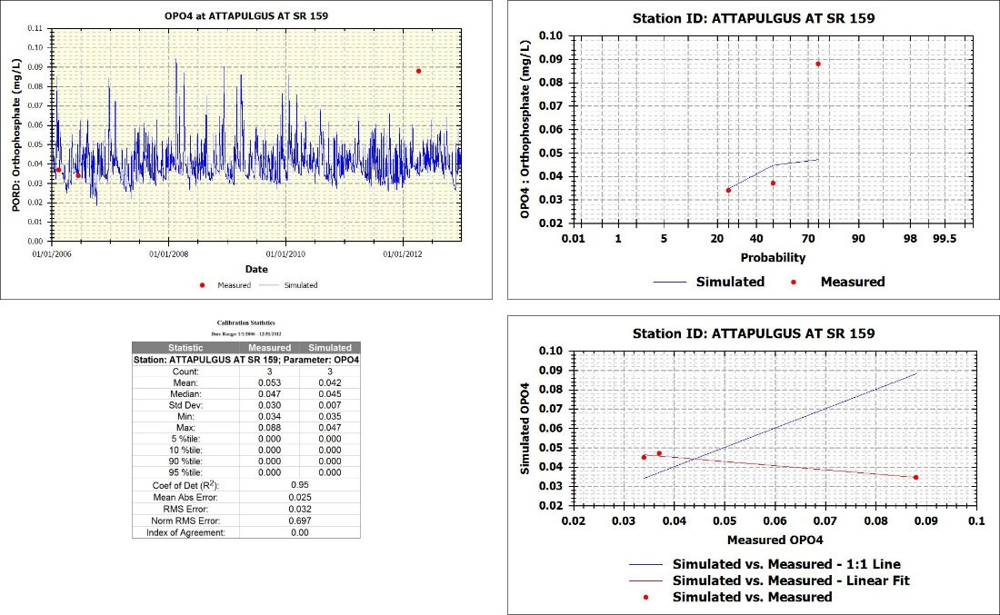 OPO4 at ATTAPULGUS AT SR 159
PORD: Orthophosphate (mg/L)
0.11
0.10
0.09
0.08
0.07
0.06
0.05
0.04
0.03
0.02
0.01
0.00
01/01/2006 01/01/2008 01/01/2010 01/01/2012
Date
Measured Simulated
Station ID: ATTAPULGUS AT SR 159
OPO4 : Orthophosphate (mg/L)
0.10
0.09
0.08
0.07
0.06
0.05
0.04
0.03
0.02
0.01 1 5 20 40 70 90 98 99.5
Probability
Simulated Measured
Calibration Statistics
Date Range: 1/1/2006 - 12/31/2012
Statistic Measured Simulated
Station: ATTAPULGUS AT SR 159; Parameter: OPO4
Count: 3 3
Mean: 0.053 0.042
Median: 0.047 0.045
Std Dev: 0.030 0.007
Min: 0.034 0.035
Max: 0.088 0.047
5 %tile: 0.000 0.000
10 %tile: 0.000 0.000
90 %tile: 0.000 0.000
95 %tile: 0.000 0.000
Coef of Det (R2): 0.95
Mean Abs Error: 0.025
RMS Error: 0.032
Norm RMS Error: 0.697
Index of Agreement: 0.00
Station ID: ATTAPULGUS AT SR 159
Simulated OPO4
0.10
0.09
0.08
0.07
0.06
0.05
0.04
0.03
0.02
0.02 0.03 0.04 0.05 0.06 0.07 0.08 0.09 0.1
Measured OPO4
Simulated vs. Measured - 1:1 Line
Simulated vs. Measured - Linear Fit
Simulated vs. Measured